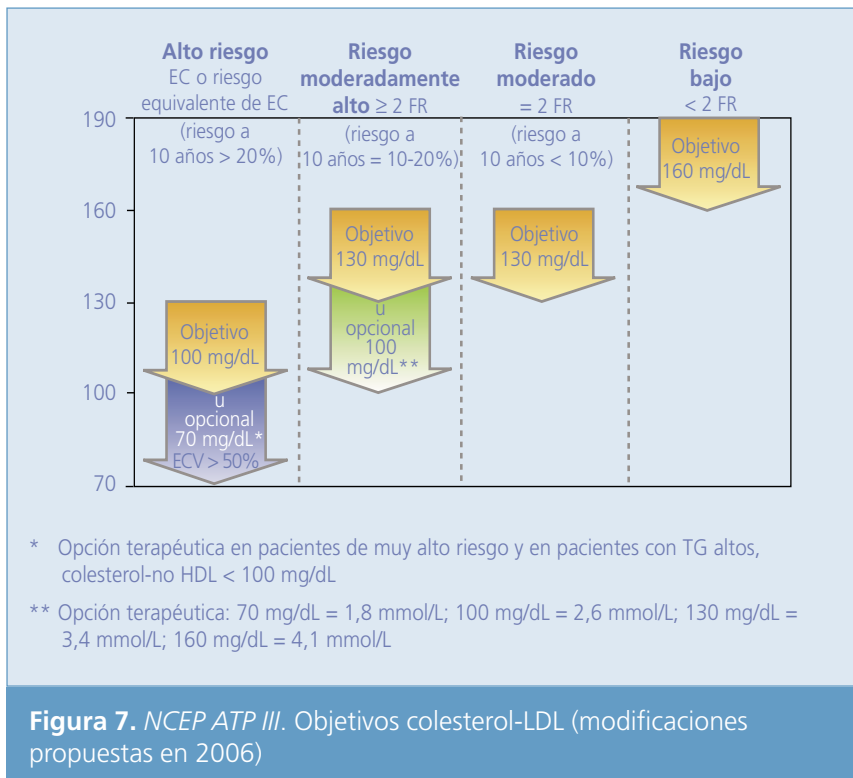 Alto riesgo
EC o riesgo
equivalente de EC
(riesgo a
10 años > 20%)
Riesgo
moderadamente
alto ≥ 2 FR
(riesgo a
10 años = 10-20%)
Riesgo
moderado
= 2 FR
(riesgo a
10 años < 10%)
Riesgo
bajo
< 2 FR
190
160
130
100
70
Objetivo
100 mg/dL
u
opcional
70 mg/dL*
ECV > 50%
Objetivo
130 mg/dL
u
opcional
100
mg/dL**
Objetivo
130 mg/dL
Objetivo
160 mg/dL
* Opción terapéutica en pacientes de muy alto riesgo y en pacientes con TG altos,
colesterol-no HDL < 100 mg/dL
** Opción terapéutica: 70 mg/dL = 1,8 mmol/L; 100 mg/dL = 2,6 mmol/L; 130 mg/dL =
3,4 mmol/L; 160 mg/dL = 4,1 mmol/L
Figura 7. NCEP ATP III. Objetivos colesterol-LDL (modificaciones
propuestas en 2006)